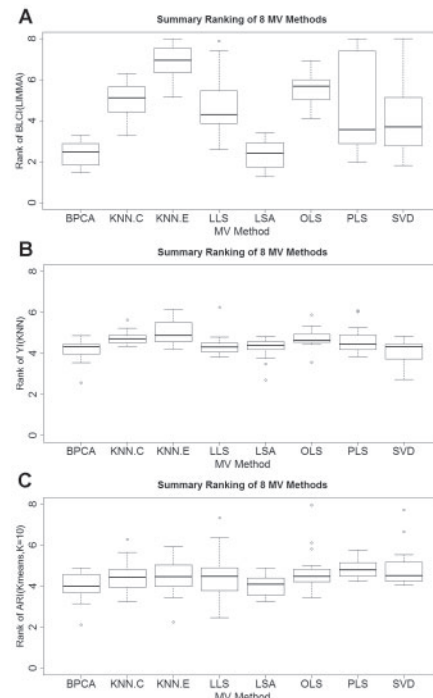 A
Summary Ranking of 8 MV Methods
Rank of BLCI(LIMMA)
8
6
4
2
0
BPCA KNN.C KNN.E LLS LSA OLS PLS SVD
MV Method
B
Summary Ranking of 8 MV Methods
Rank of YI(KNN)
8
6
4
2
0
BPCA KNN.C KNN.E LLS LSA OLS PLS SVD
MV Method
C
Summary Ranking of 8 MV Methods
Rank of ARI(Kmeans,K=10)
8
6
4
2
0
BPCA KNN.C KNN.E LLS LSA OLS PLS SVD
MV Method